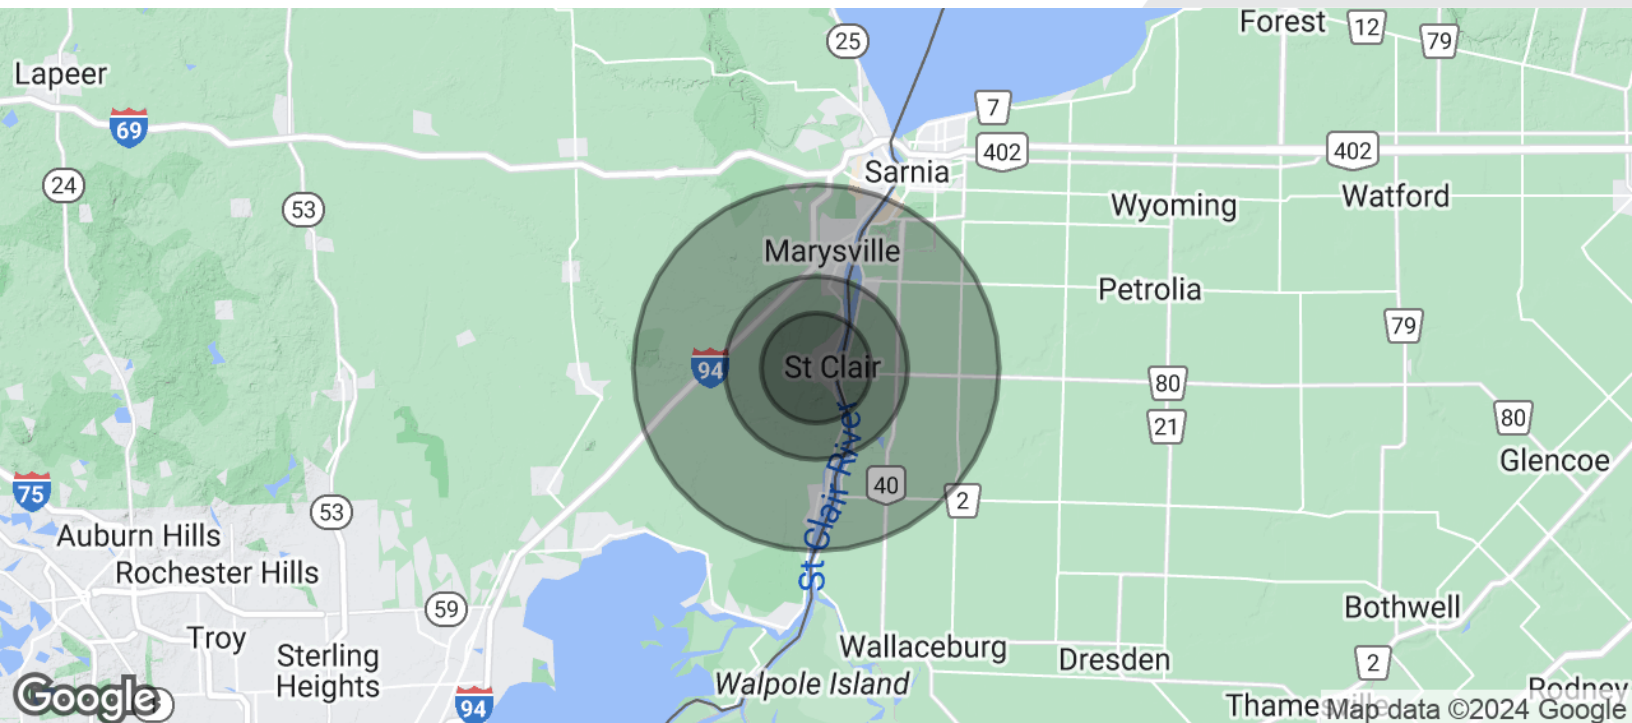 Forest
12
79
25
Lapeer
7
69
402
402
Sarnia
24
53
Wyoming
Watford
Marysville
Petrolia
79
94
St Clair
80
21
80
Glencoe
75
40
2
53
St Clair River
Auburn Hills
Rochester Hills
59
Bothwell
Troy
Sterling
Heights
Wallaceburg
Dresden
2
Walpole Island
Google
94
Rodney
Thame
Map data ©2024 Google